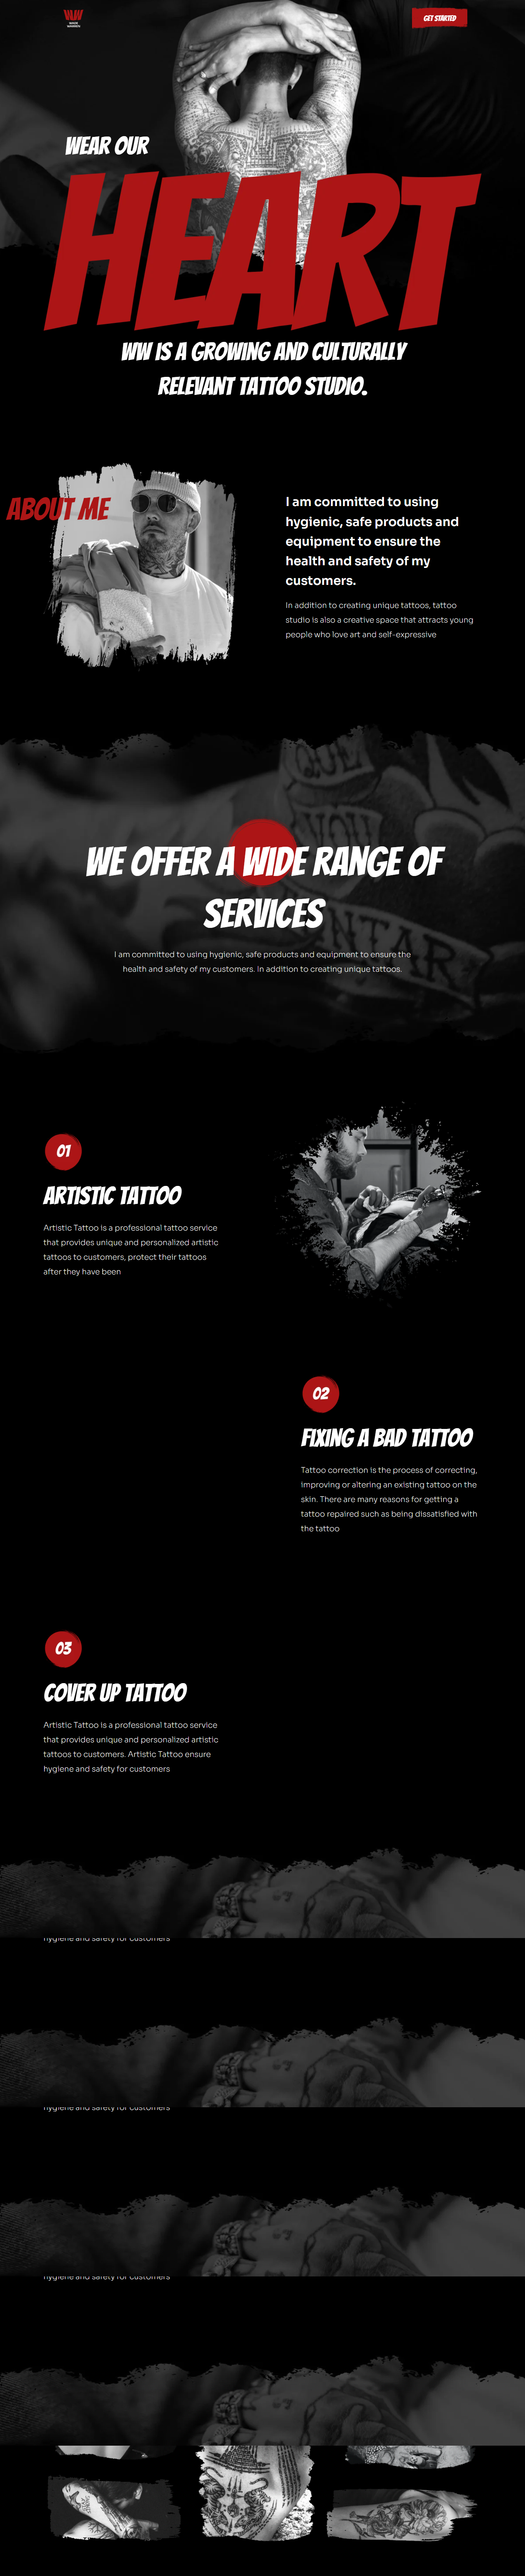 GET STARTED
WEAR OUR
HEART
WW IS A GROWING AND CULTURALLY
RELEVANT TATTOO STUDIO.
ABOUT ME
I am committed to using
hygienic, safe products and
equipment to ensure the
health and safety of my
customers.
In addition to creating unique tattoos, tattoo
studio is also a creative space that attracts young
people who love art and self-expressive
WE OFFER A WIDE RANGE OF
SERVICES
I am committed to using hygienic, safe products and equipment to ensure the
health and safety of my customers. In addition to creating unique tattoos.
01
ARTISTIC TATTOO
Artistic Tattoo is a professional tattoo service
that provides unique and personalized artistic
tattoos to customers, protect their tattoos
after they have been
02
FIXING A BAD TATTOO
Tattoo correction is the process of correcting,
improving or altering an existing tattoo on the
skin. There are many reasons for getting a
tattoo repaired such as being dissatisfied with
the tattoo
03
COVER UP TATTOO
Artistic Tattoo is a professional tattoo service
that provides unique and personalized artistic
tattoos to customers. Artistic Tattoo ensure
hygiene and safety for customers
hygiene and safety for customers
hygiene and safety for customers
hygiene and safety for customers